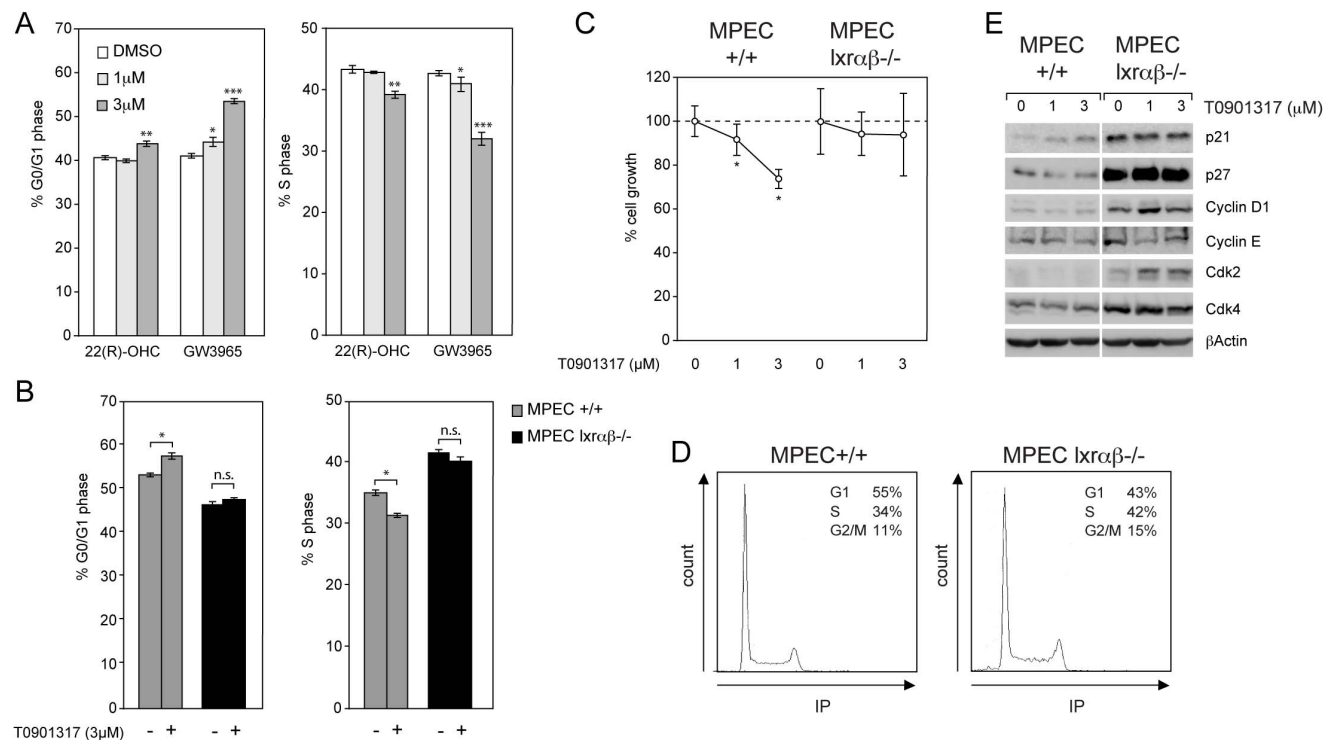 A
% G0/G1 phase
70
60
50
40
30
20
10
0
DMSO
1µM
3µM
**
*
***
22(R)-OHC
GW3965
% S phase
50
40
30
20
10
0
**
*
***
22(R)-OHC
GW3965
B
% G0/G1 phase
70
60
50
40
30
20
10
0
*
n.s.
T0901317 (3µM)
- + - +
% S phase
50
40
30
20
10
0
*
n.s.
- + - +
MPEC +/+
MPEC lxrαβ-/-
C
MPEC
+/+
MPEC
lxrαβ-/-
% cell growth
120
100
80
60
40
20
0
*
*
T0901317 (µM)
0 1 3 0 1 3
D
MPEC+/+
G1 55%
S 34%
G2/M 11%
count
IP
MPEC lxrαβ-/-
G1 43%
S 42%
G2/M 15%
count
IP
E
MPEC
+/+
MPEC
lxrαβ-/-
0 1 3 0 1 3 T0901317 (µM)
p21
p27
Cyclin D1
Cyclin E
Cdk2
Cdk4
βActin